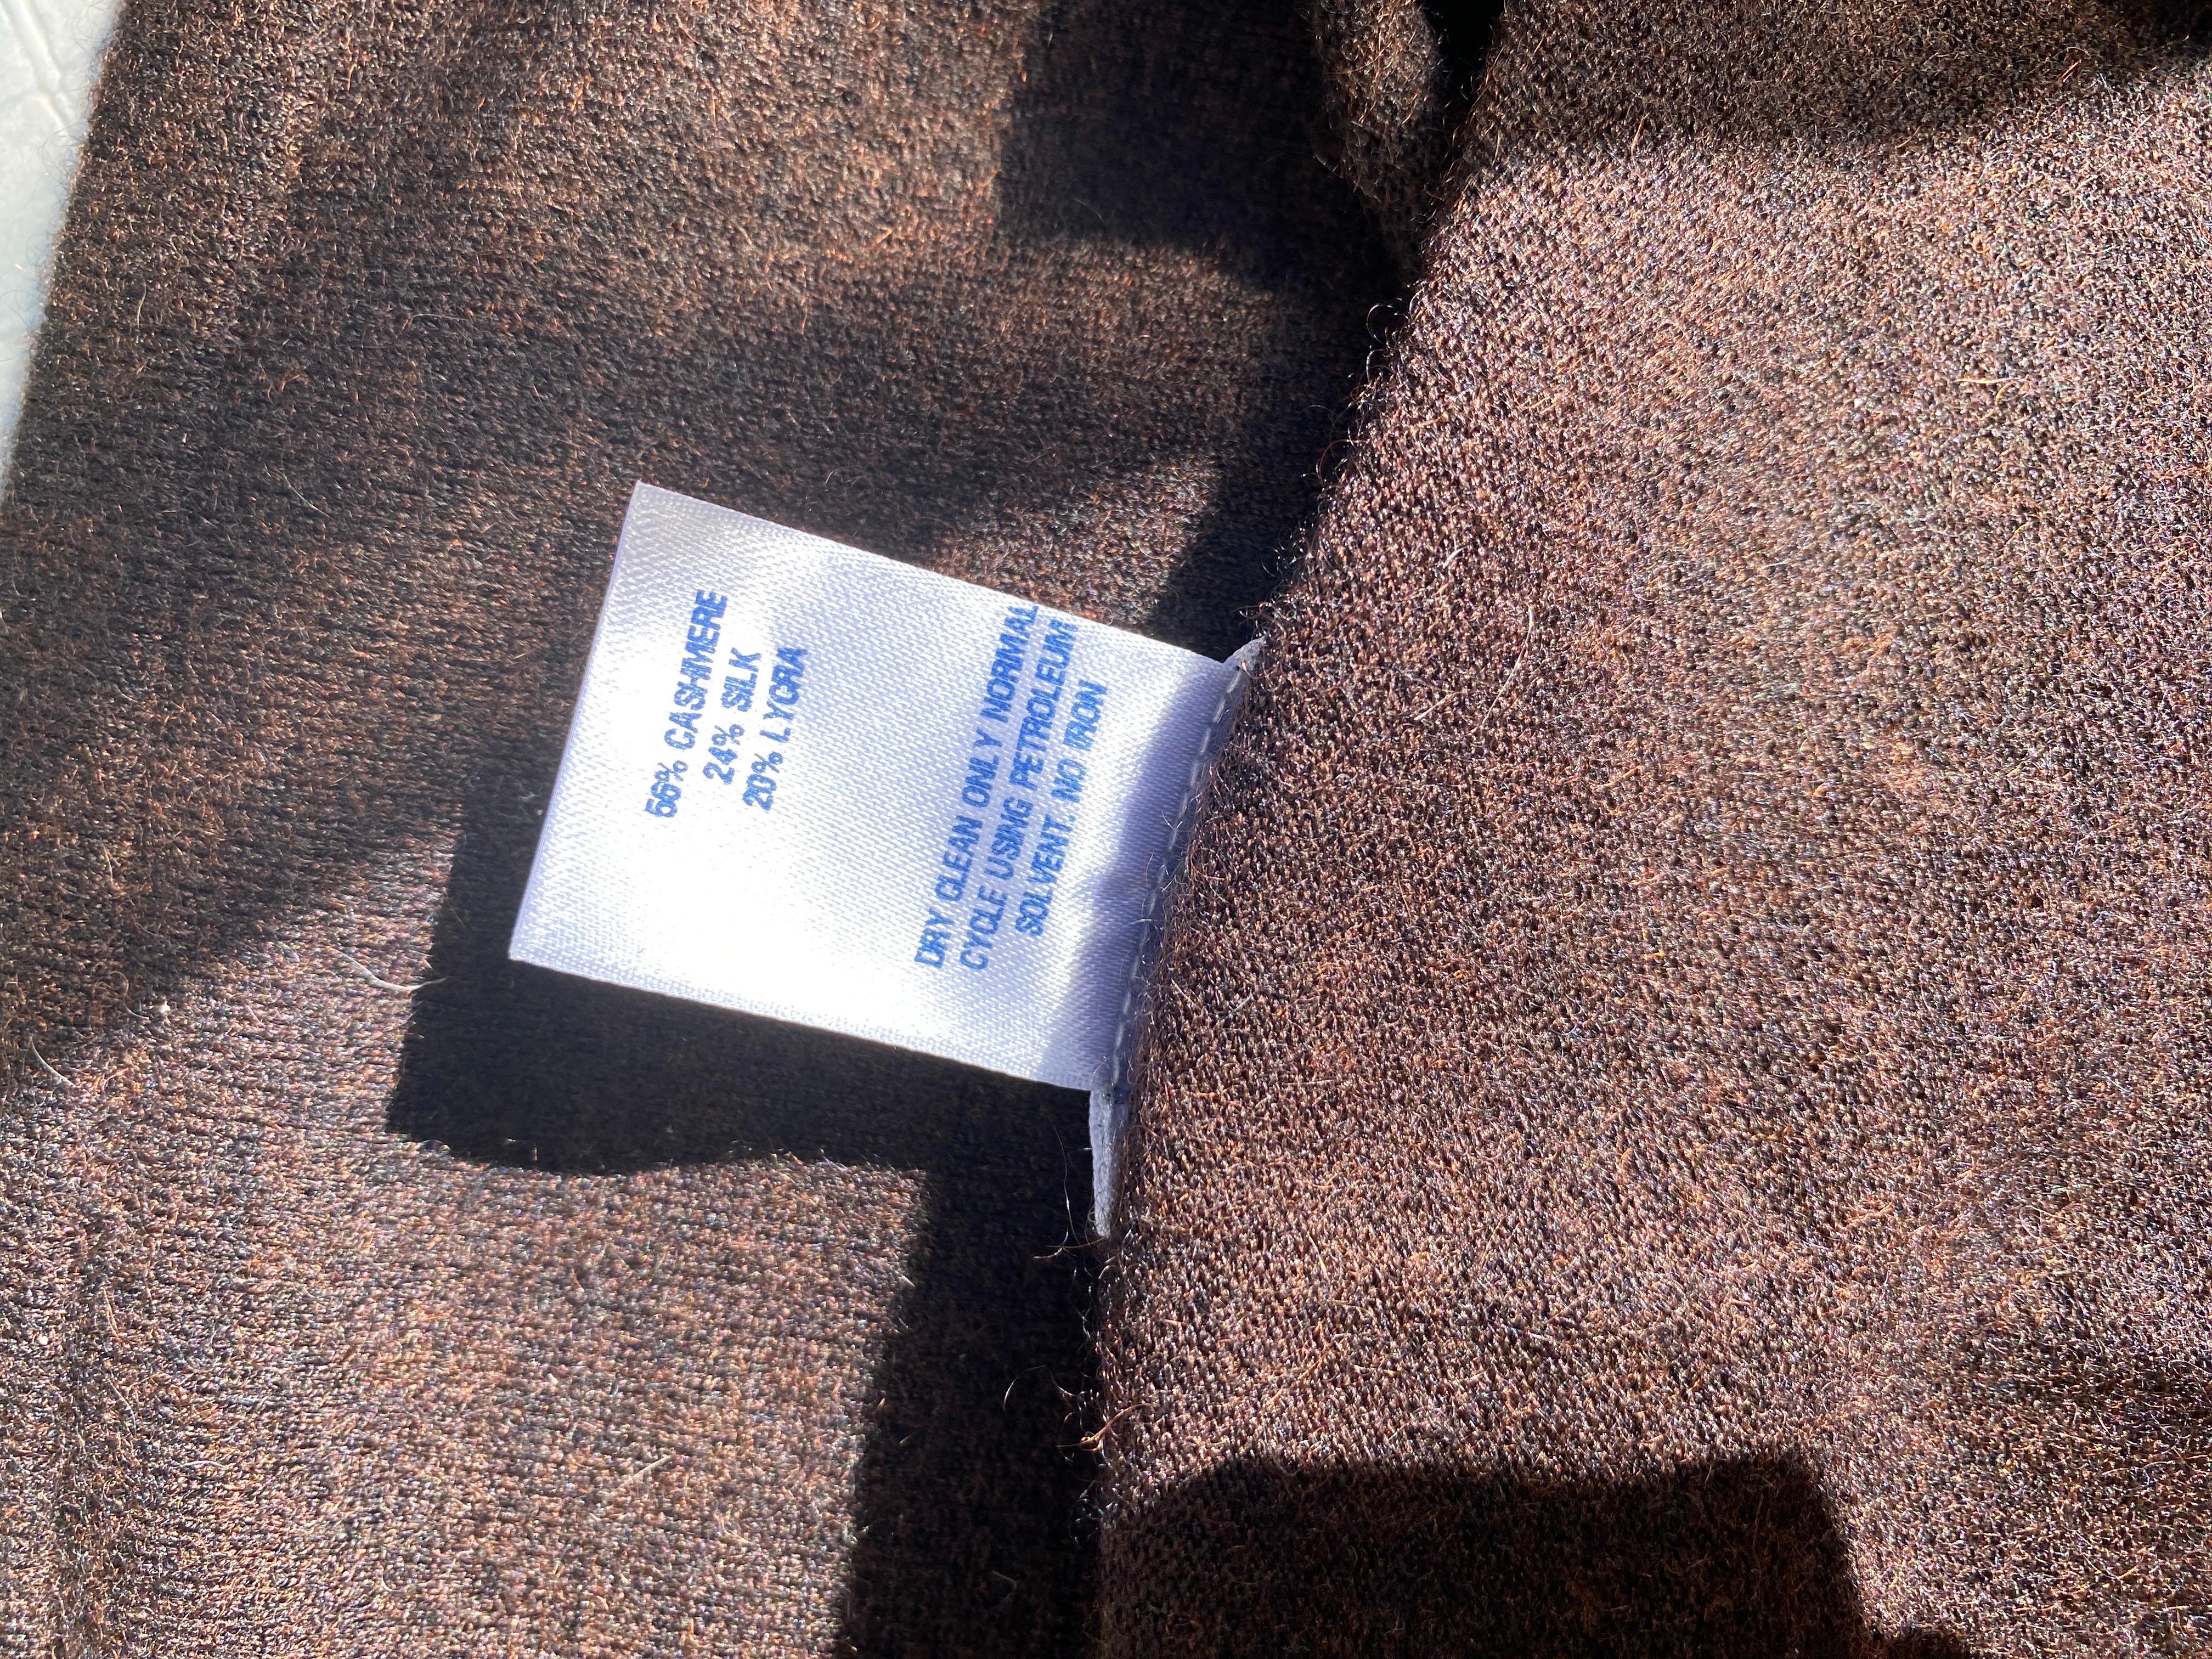 56% CASHMERE
24% SILK
20% LYCRA
DRY CLEAN ONLY NORMAL
CYCLE USING PETROLEUM
SOLVENT. NO IRON